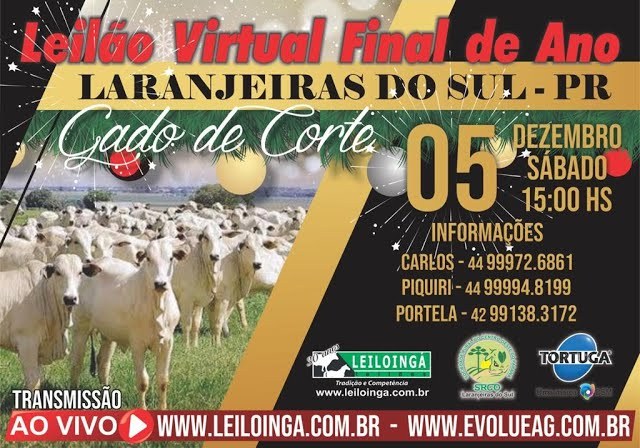 Leilão Virtual Final de Ano
LARANJEIRAS DO SUL - PR
Gado de Corte
05
DEZEMBRO
SÁBADO
15:00 HS
INFORMAÇÕES
CARLOS - 44 99972.6861
PIQUIRI - 44 99994.8199
PORTELA - 42 99138.3172
LEILOINGÁ
Tradição e Competência
www.leiloinga.com.br
SRCO
Laranjeiras do Sul
TORTUGA
TRANSMISSÃO
AO VIVO
WWW.LEILOINGA.COM.BR - WWW.EVOLUEAG.COM.BR